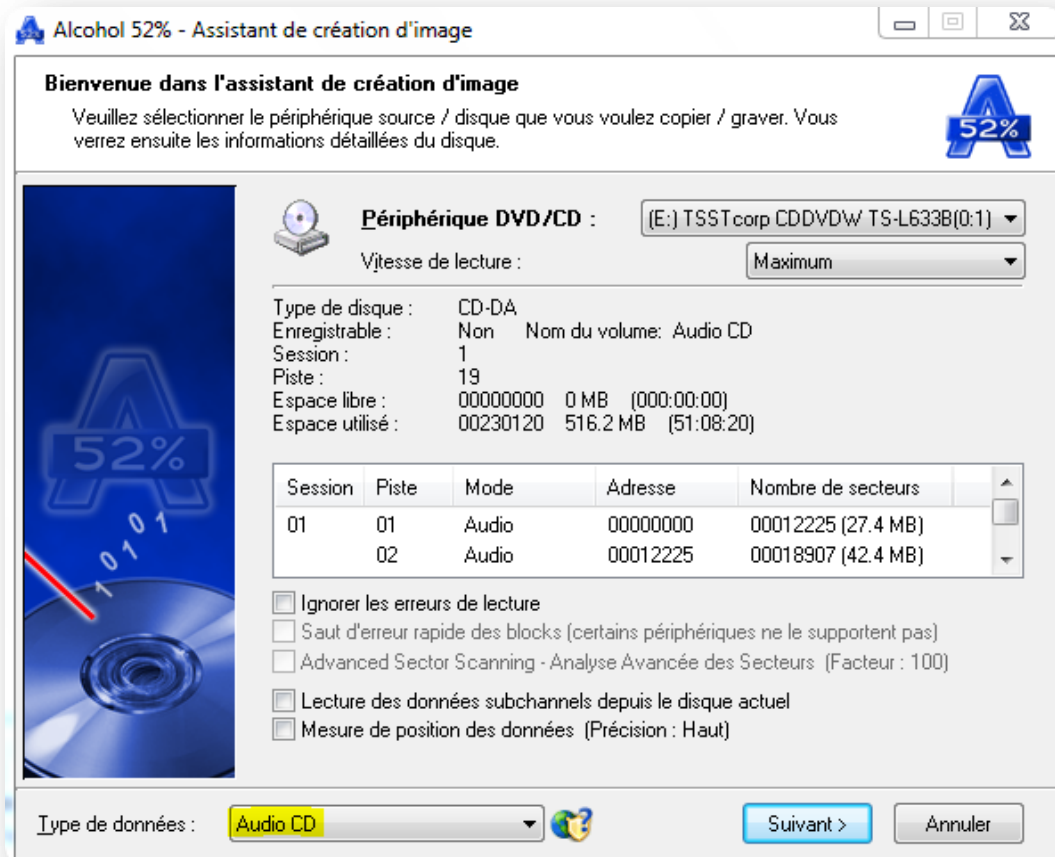 Alcohol 52% - Assistant de création d'image
Bienvenue dans l'assistant de création d'image
Veuillez sélectionner le périphérique source / disque que vous voulez copier / graver. Vous
verrez ensuite les informations détaillées du disque.
52%
Périphérique DVD/CD : (E:) TSSTcorp CDDVDW TS-L633B(0:1)
Vitesse de lecture : Maximum
Type de disque : CD-DA
Enregistrable : Non Nom du volume: Audio CD
Session : 1
Piste : 19
Espace libre : 00000000 0 MB (000:00:00)
Espace utilisé : 00230120 516.2 MB (51:08:20)
52%
10101
Session Piste Mode Adresse Nombre de secteurs
01 01 Audio 00000000 00012225 (27.4 MB)
02 Audio 00012225 00018907 (42.4 MB)
Ignorer les erreurs de lecture
Saut d'erreur rapide des blocks (certains périphériques ne le supportent pas)
Advanced Sector Scanning - Analyse Avancée des Secteurs (Facteur : 100)
Lecture des données subchannels depuis le disque actuel
Mesure de position des données (Précision : Haut)
Type de données : Audio CD
Suivant >
Annuler